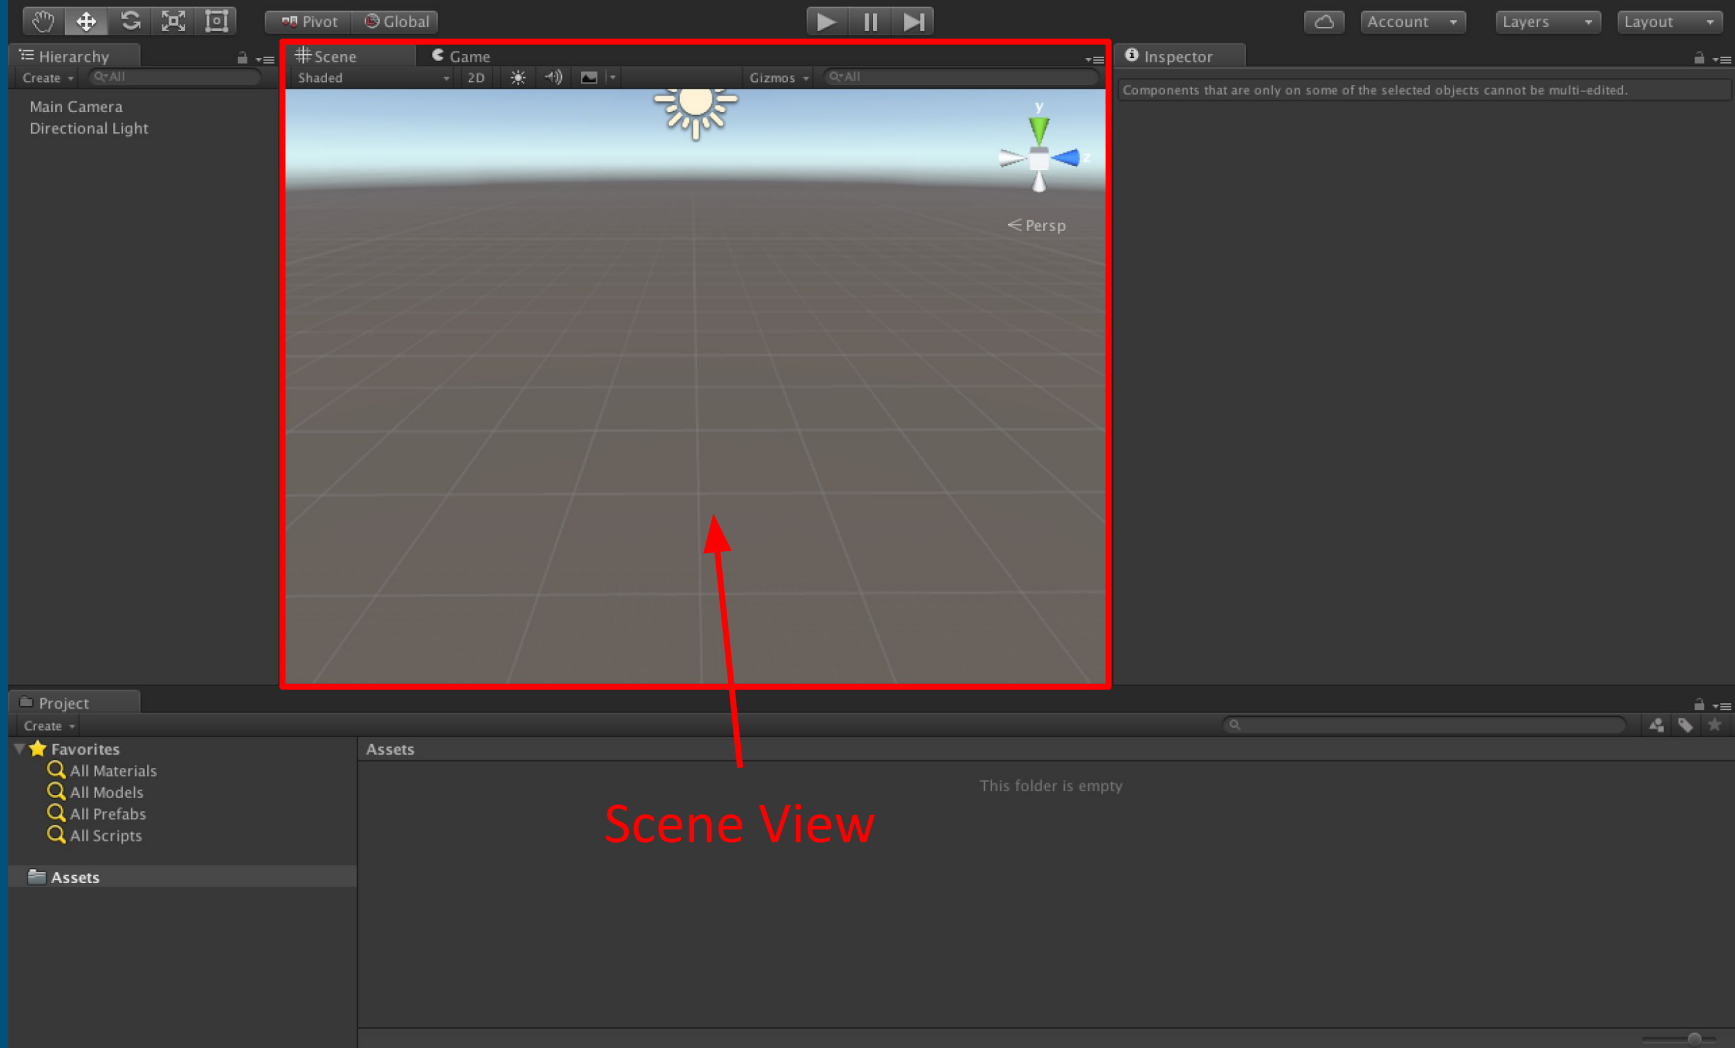 Pivot Global Account Layers Layout
Hierarchy
Create All
Main Camera
Directional Light
Scene Game
Shaded 2D Gizmos All
y
z
Persp
Inspector
Components that are only on some of the selected objects cannot be multi-edited.
Project
Create
Favorites
All Materials
All Models
All Prefabs
All Scripts
Assets
Assets
This folder is empty
Scene View